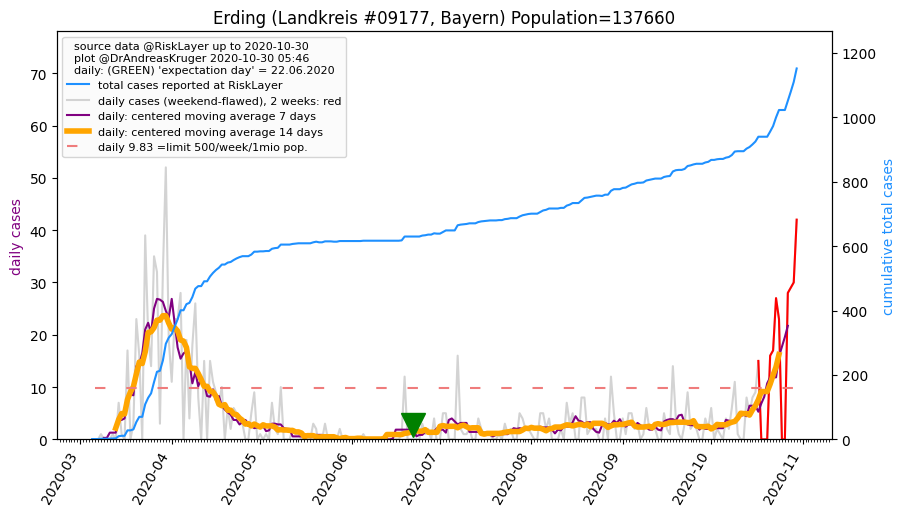 Erding (Landkreis #09177, Bayern) Population=137660
source data @RiskLayer up to 2020-10-30
plot @DrAndreasKruger 2020-10-30 05:46
daily: (GREEN) 'expectation day' = 22.06.2020
total cases reported at RiskLayer
daily cases (weekend-flawed), 2 weeks: red
daily: centered moving average 7 days
daily: centered moving average 14 days
daily 9.83 =limit 500/week/1mio pop.
daily cases
70
60
50
40
30
20
10
0
cumulative total cases
1200
1000
800
600
400
200
0
2020-03
2020-04
2020-05
2020-06
2020-07
2020-08
2020-09
2020-10
2020-11